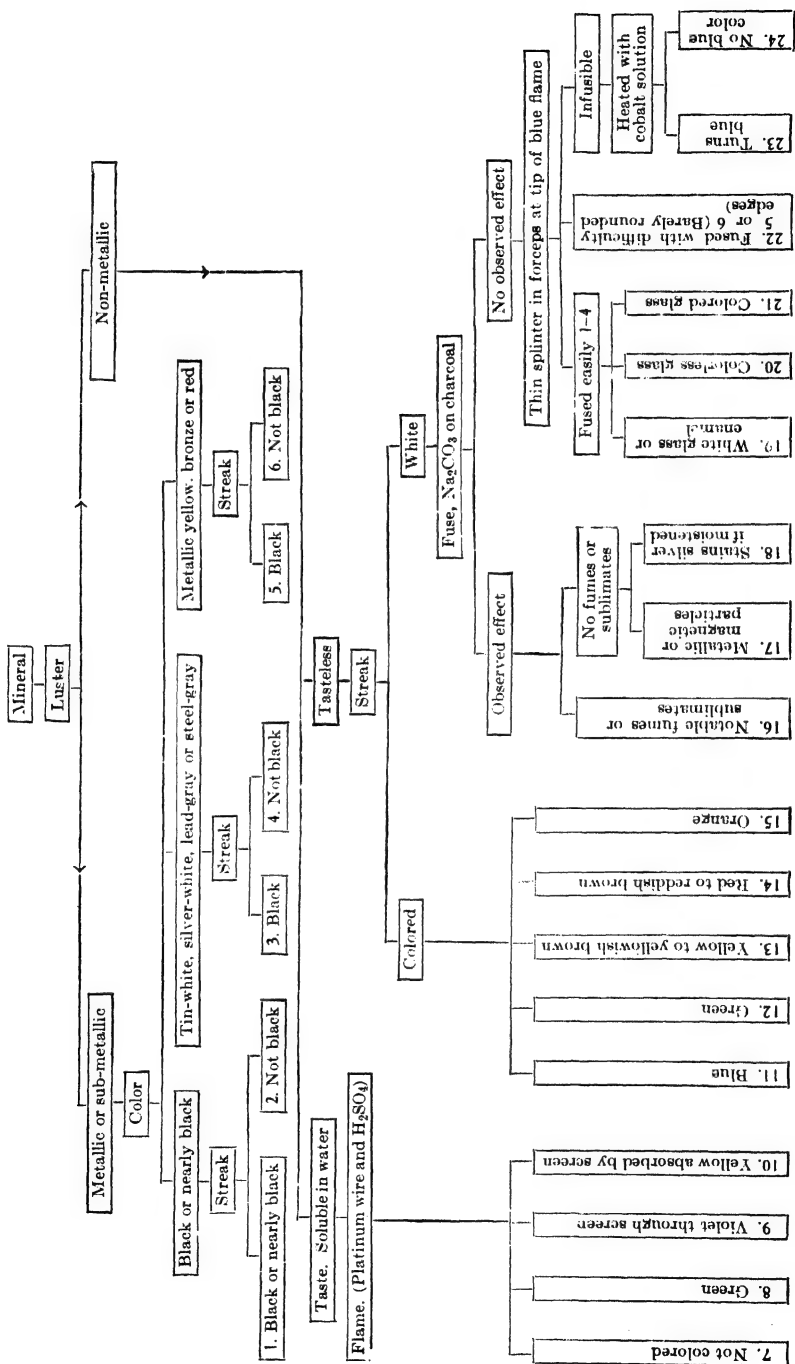 Mineral
Luster
Metallic or sub-metallic
Non-metallic
Color
Black or nearly black
Tin-white, silver-white, lead-gray or steel-gray
Metallic yellow. bronze or red
Streak
Streak
Streak
1. Black or nearly black
2. Not black
3. Black
4. Not black
5. Black
6. Not black
Taste. Soluble in water
Tasteless
Flame. (Platinum wire and H₂SO₄)
Streak
7. Not colored
8. Green
9. Violet through screen
10. Yellow absorbed by screen
Colored
White
11. Blue
12. Green
13. Yellow to yellowish brown
14. Red to reddish brown
15. Orange
Fuse, Na₂CO₃ on charcoal
Observed effect
No observed effect
16. Notable fumes or
sublimates
No fumes or
sublimates
17. Metallic or
magnetic
particles
18. Stains silver
if moistened
Thin splinter in forceps at tip of blue flame
Fused easily 1-4
19. White glass or
enamel
20. Colorless glass
21. Colored glass
22. Fused with difficulty
5 or 6 (Barely rounded
edges)
Infusible
Heated with
cobalt solution
23. Turns
blue
24. No blue
color